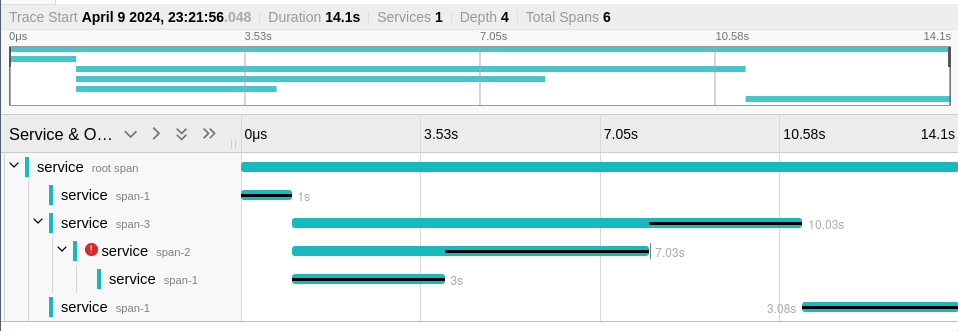 Trace Start April 9 2024, 23:21:56.048 Duration 14.1s Services 1 Depth 4 Total Spans 6
0μs 3.53s 7.05s 10.58s 14.1s
Service & O... 0μs 3.53s 7.05s 10.58s 14.1s
service root span
service span-1 1s
service span-3 10.03s
service span-2 7.03s
service span-1 3s
service span-1 3.08s